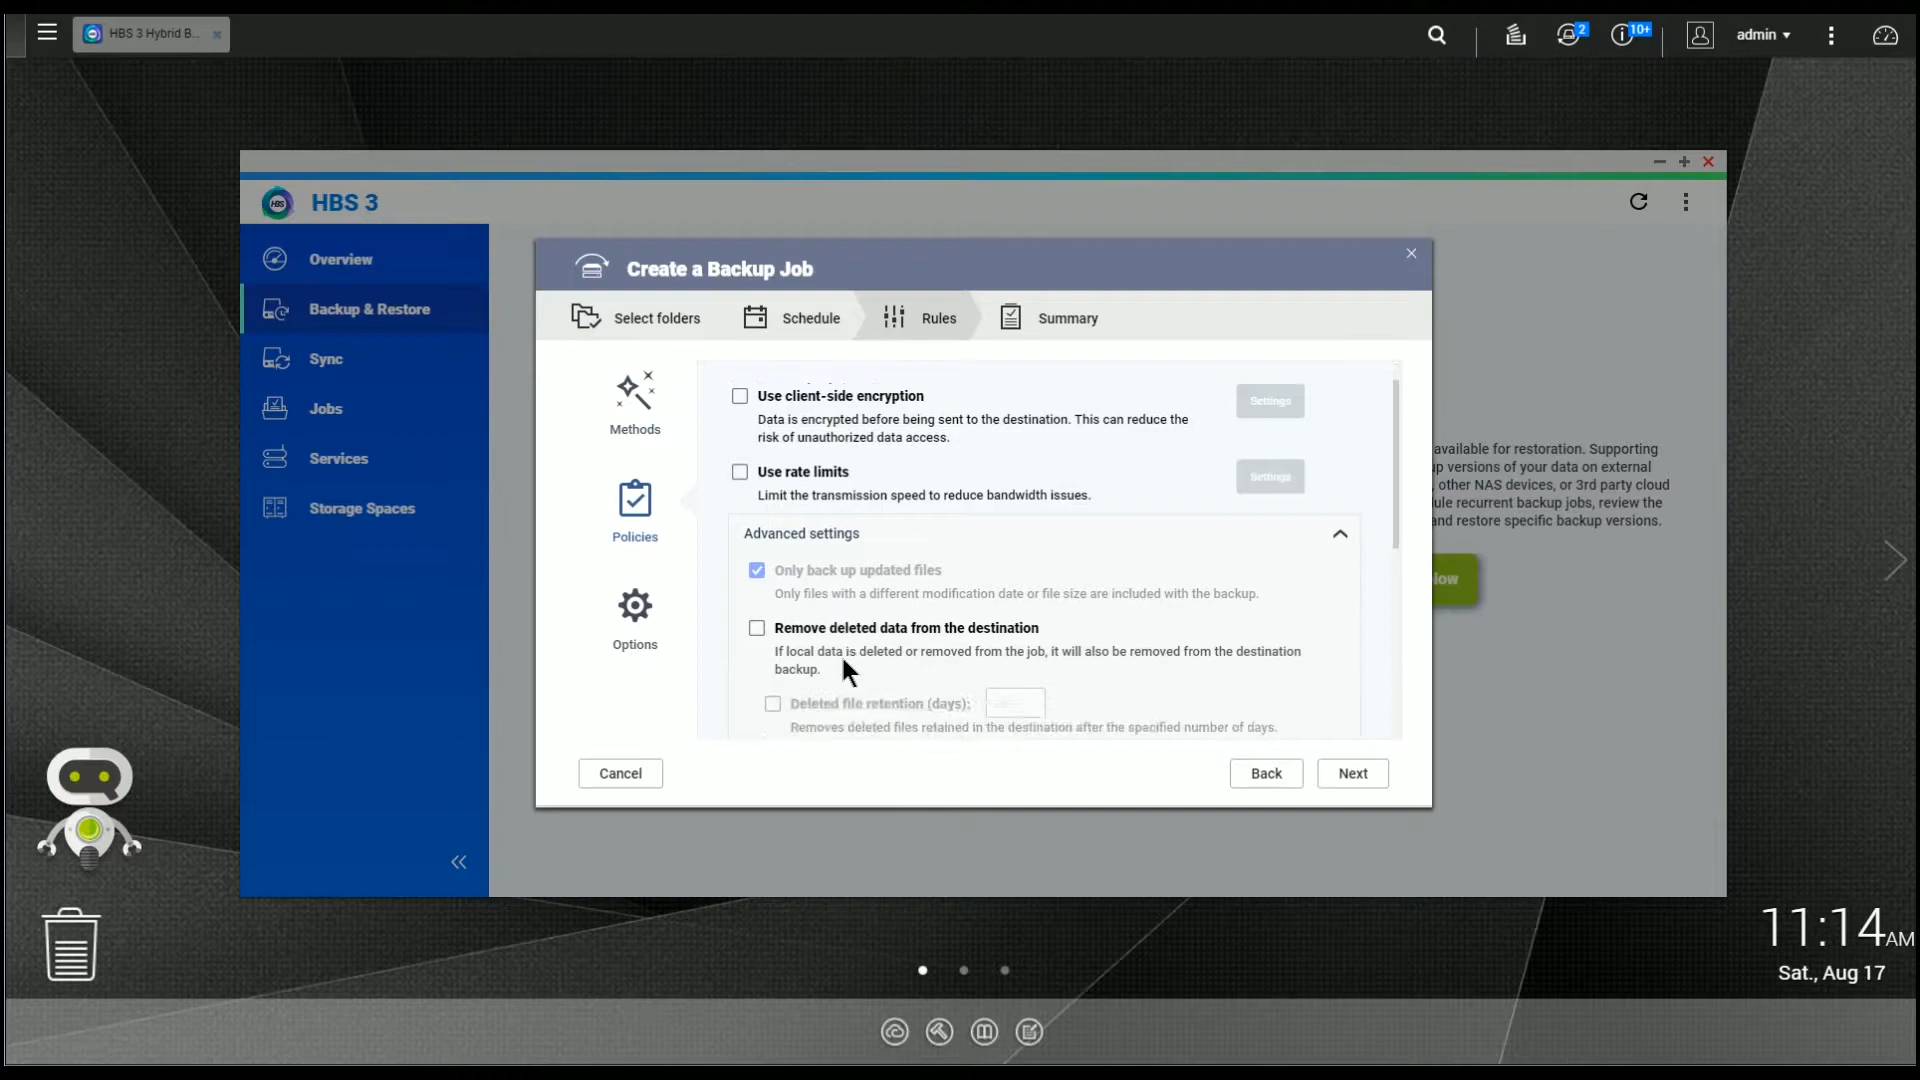 HBS 3 Hybrid B...
2
10+
admin
HBS 3
HBS
Overview
Backup & Restore
Sync
Jobs
Services
Storage Spaces
Create a Backup Job
Select folders
Schedule
Rules
Summary
Methods
Policies
Options
Use client-side encryption
Settings
Data is encrypted before being sent to the destination. This can reduce the
risk of unauthorized data access.
Use rate limits
Settings
Limit the transmission speed to reduce bandwidth issues.
Advanced settings
Only back up updated files
Only files with a different modification date or file size are included with the backup.
Remove deleted data from the destination
If local data is deleted or removed from the job, it will also be removed from the destination
backup.
Deleted file retention (days):
Removes deleted files retained in the destination after the specified number of days.
Cancel
Back
Next
available for restoration. Supporting
up versions of your data on external
, other NAS devices, or 3rd party cloud
ule recurrent backup jobs, review the
and restore specific backup versions.
Now
11:14 AM
Sat., Aug 17